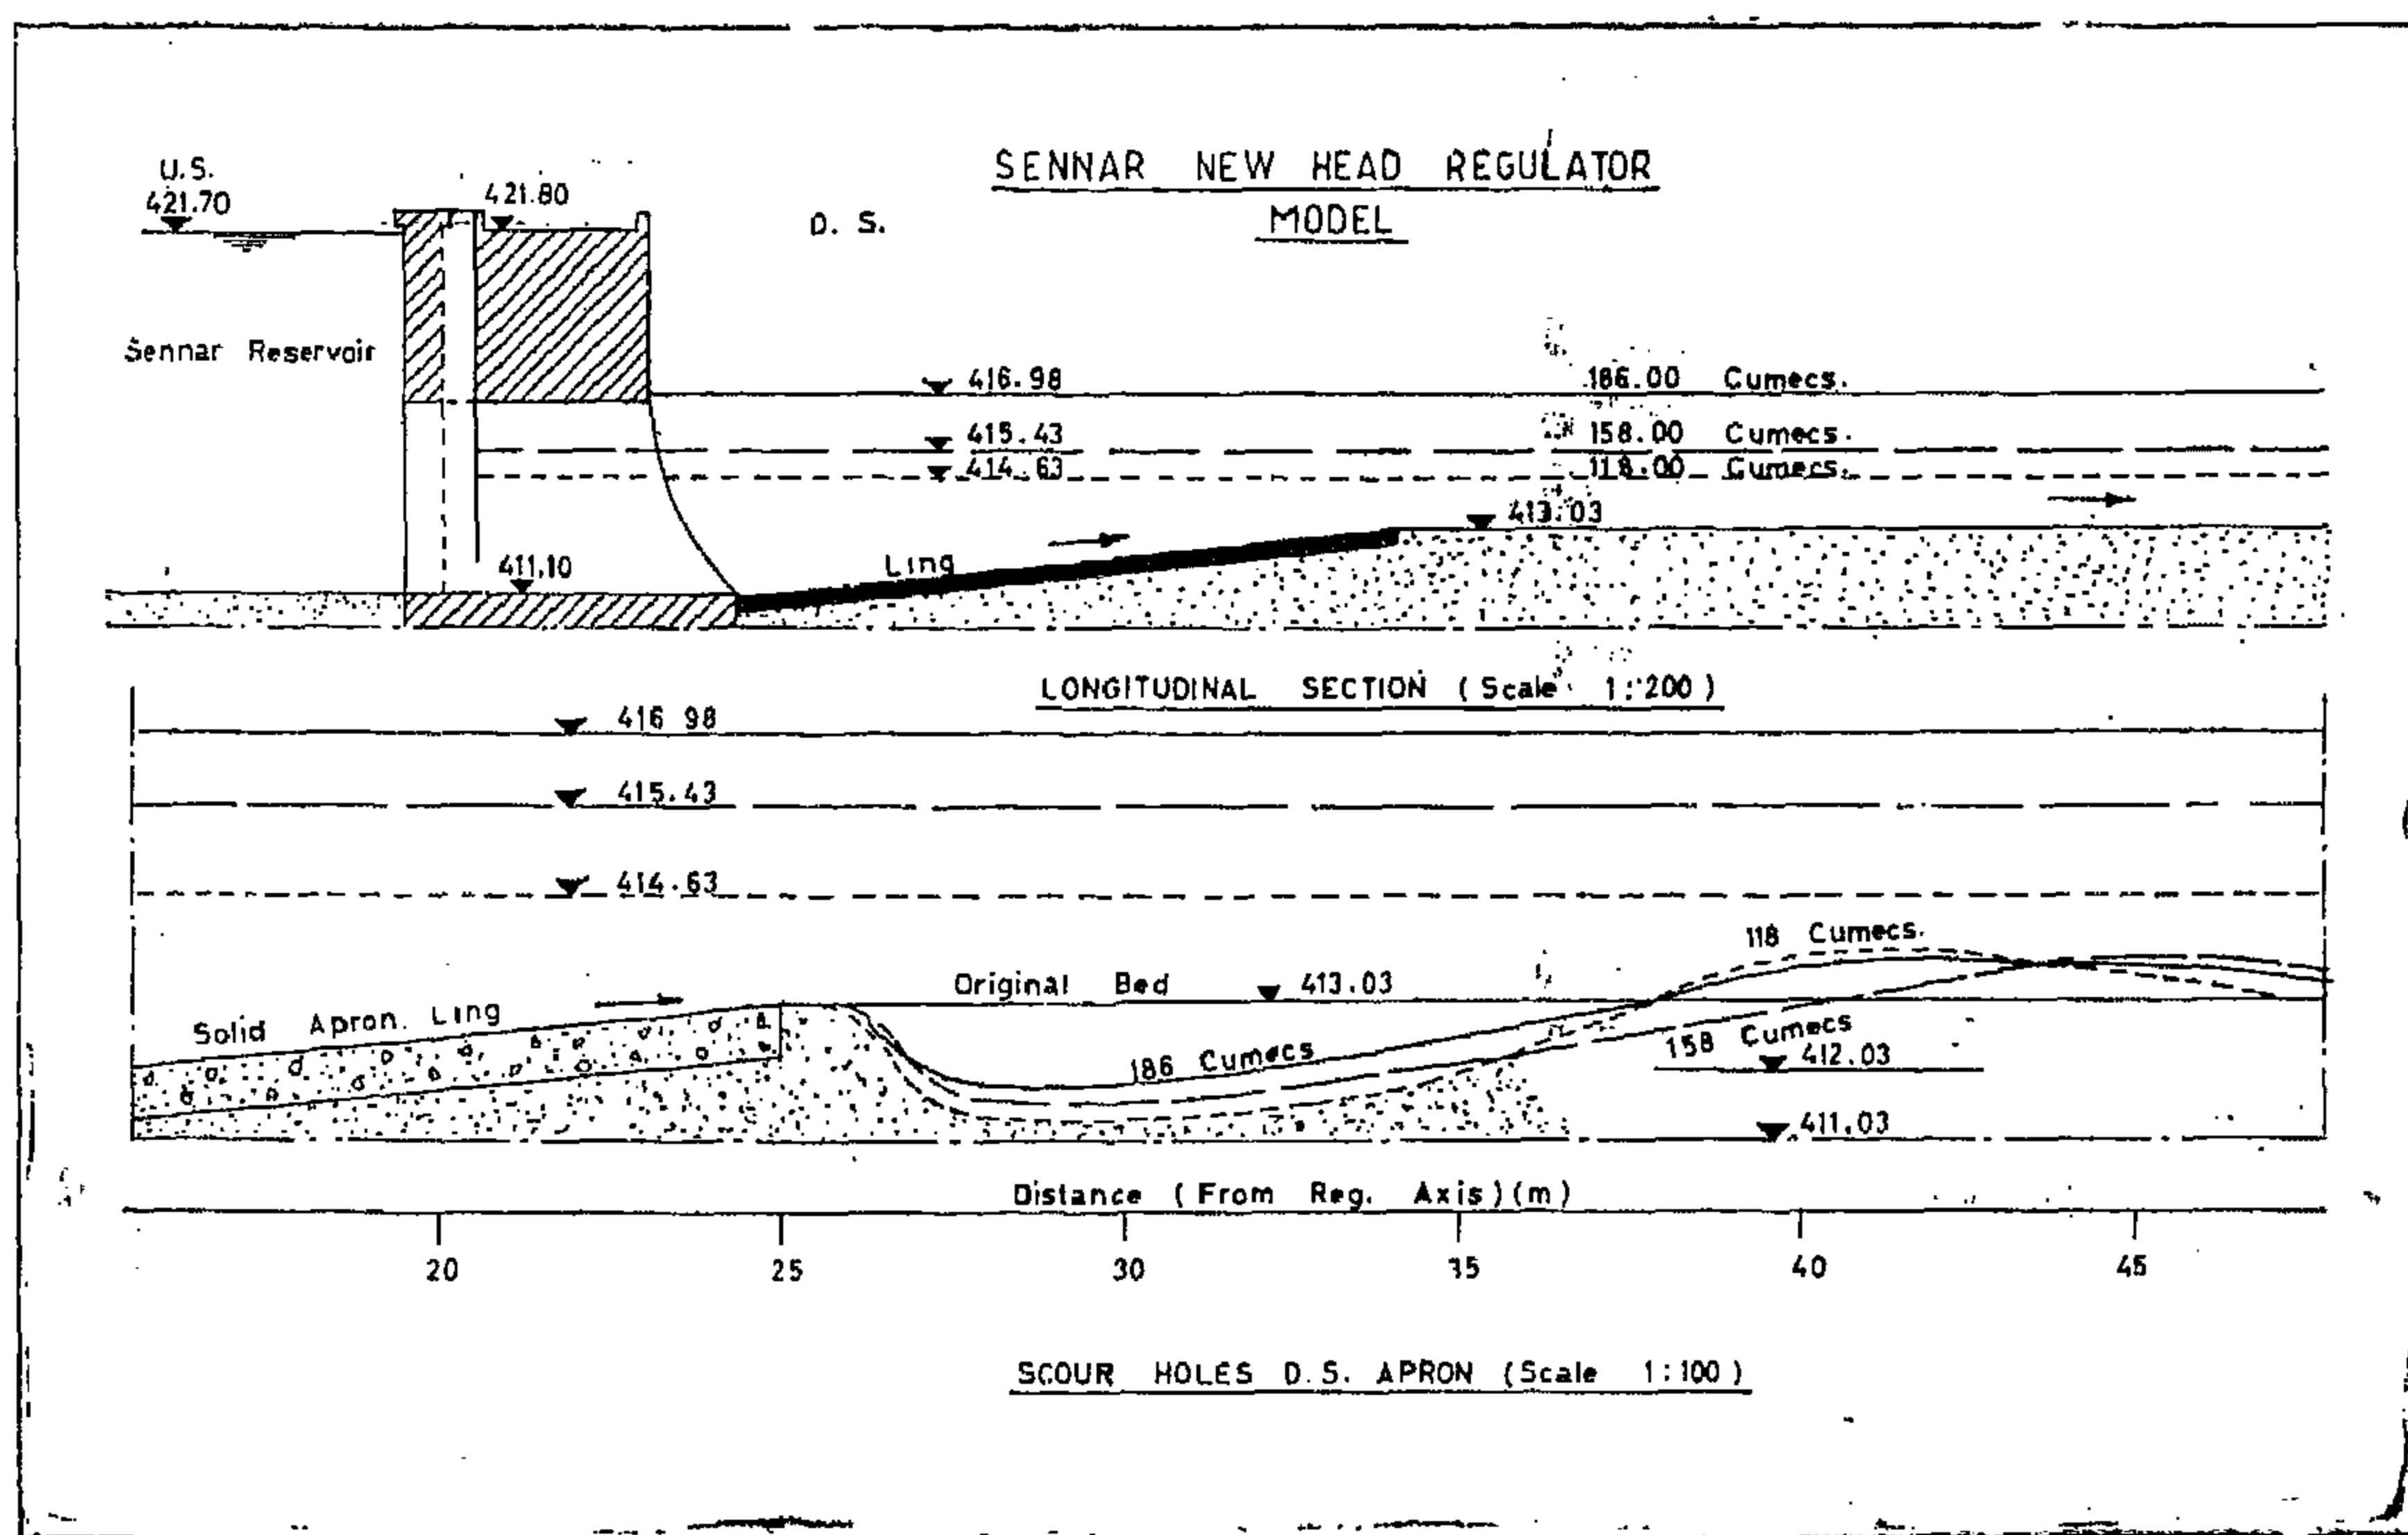 SENNAR NEW HEAD REGULATOR
MODEL
U.S.
421.70
421.80
D. S.
Sennar Reservoir
416.98
186.00 Cumecs.
415.43
158.00 Cumecs.
414.63
118.00 Cumecs.
413.03
411.10
Ling
LONGITUDINAL SECTION (Scale 1:200)
416 98
415.43
414.63
118 Cumecs.
Original Bed
413.03
Solid Apron. Ling
186 Cumecs
158 Cumecs
412.03
411.03
Distance (From Reg. Axis)(m)
20 25 30 35 40 45
SCOUR HOLES D.S. APRON (Scale 1:100)